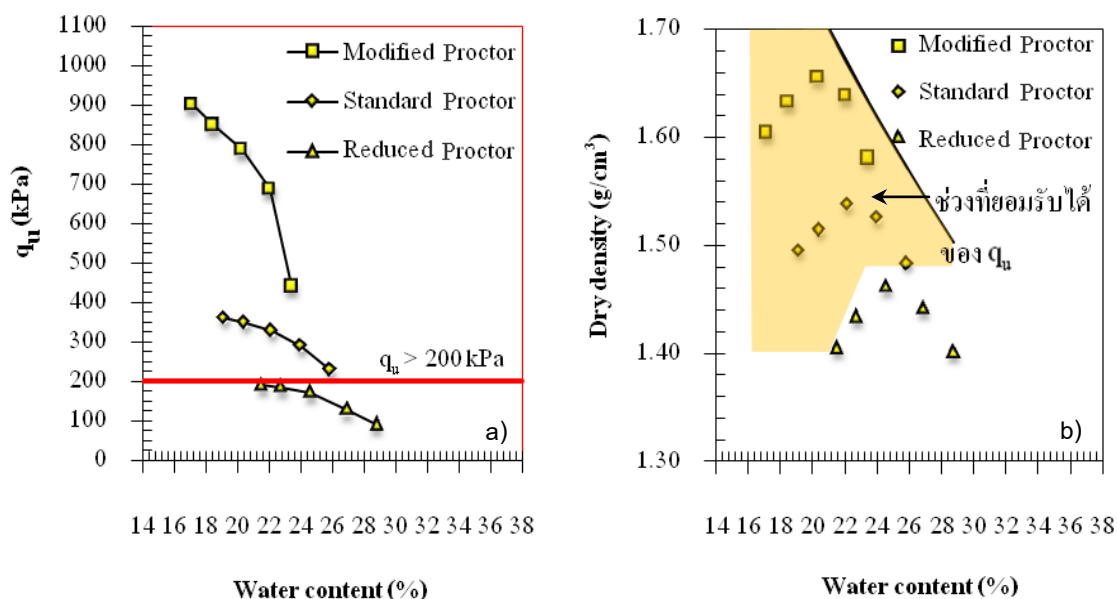 1100
1000
900
800
700
600
500
400
300
200
100
0
q_u (kPa)
Modified Proctor
Standard Proctor
Reduced Proctor
q_u > 200 kPa
a)
14 16 18 20 22 24 26 28 30 32 34 36 38
Water content (%)
1.70
1.60
1.50
1.40
1.30
Dry density (g/cm³)
Modified Proctor
Standard Proctor
Reduced Proctor
ช่วงที่ยอมรับได้
ของ q_u
b)
14 16 18 20 22 24 26 28 30 32 34 36 38
Water content (%)